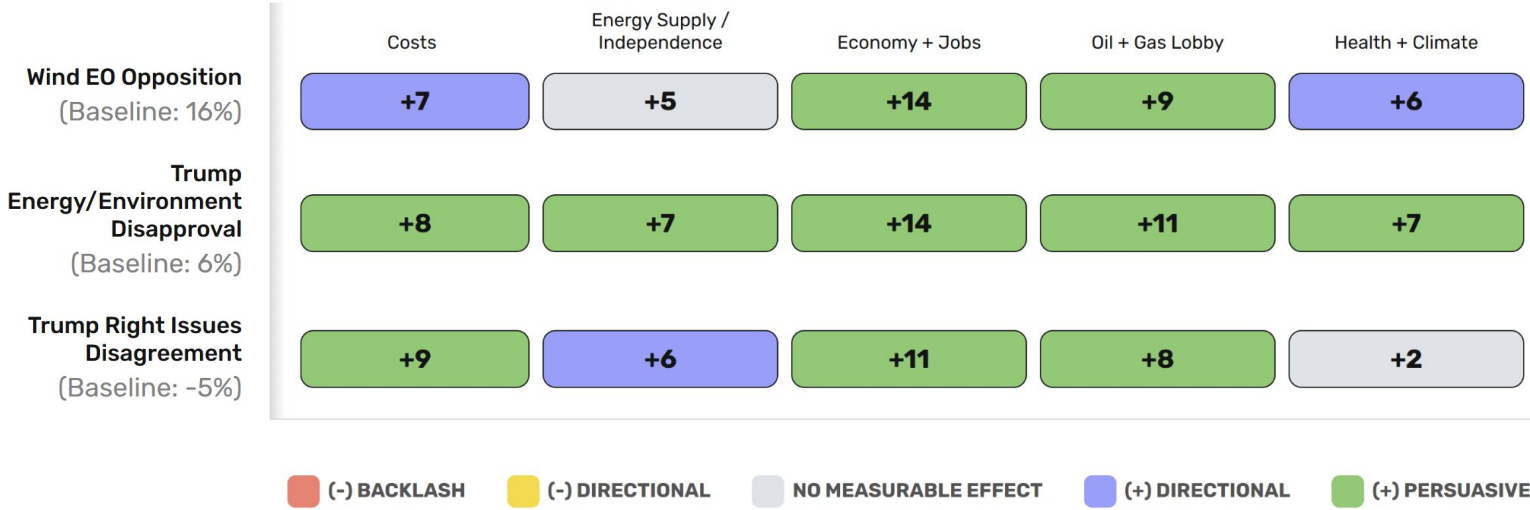 Costs
Energy Supply /
Independence
Economy + Jobs
Oil + Gas Lobby
Health + Climate
Wind EO Opposition
(Baseline: 16%)
+7
+5
+14
+9
+6
Trump
Energy/Environment
Disapproval
(Baseline: 6%)
+8
+7
+14
+11
+7
Trump Right Issues
Disagreement
(Baseline: -5%)
+9
+6
+11
+8
+2
(-) BACKLASH
(-) DIRECTIONAL
NO MEASURABLE EFFECT
(+) DIRECTIONAL
(+) PERSUASIVE